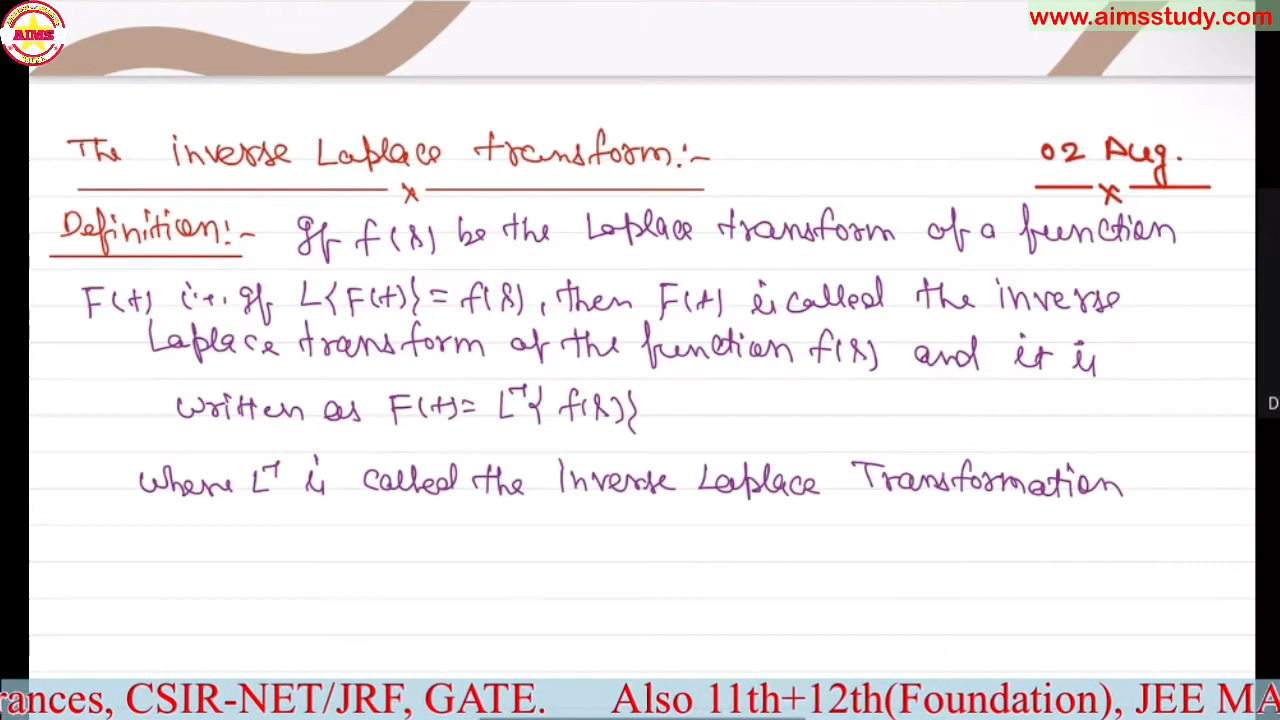 AIMS
www.aimsstudy.com
The inverse Laplace transform:-
02 Aug.
Definition:- If f(s) be the Laplace transform of a function
F(t) i.e. if L{F(t)} = f(s), then F(t) is called the inverse
Laplace transform of the function f(s) and it is
written as F(t) = L⁻¹{ f(s)}
where L⁻¹ is called the Inverse Laplace Transformation
D
rances, CSIR-NET/JRF, GATE. Also 11th+12th(Foundation), JEE MA